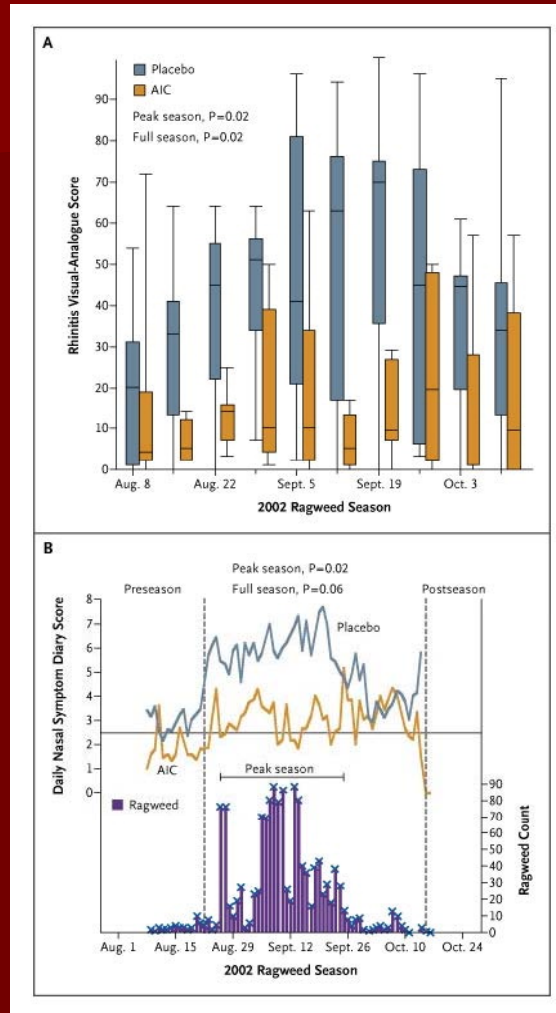 A
Placebo
AIC
Peak season, P=0.02
Full season, P=0.02
Rhinitis Visual-Analogue Score
90
80
70
60
50
40
30
20
10
0
Aug. 8
Aug. 22
Sept. 5
Sept. 19
Oct. 3
2002 Ragweed Season
B
Peak season, P=0.02
Preseason
Full season, P=0.06
Postseason
Daily Nasal Symptom Diary Score
8
7
6
5
4
3
2
1
0
Placebo
AIC
Peak season
Ragweed
90
80
70
60
50
40
30
20
10
0
Ragweed Count
Aug. 1
Aug. 15
Aug. 29
Sept. 12
Sept. 26
Oct. 10
Oct. 24
2002 Ragweed Season